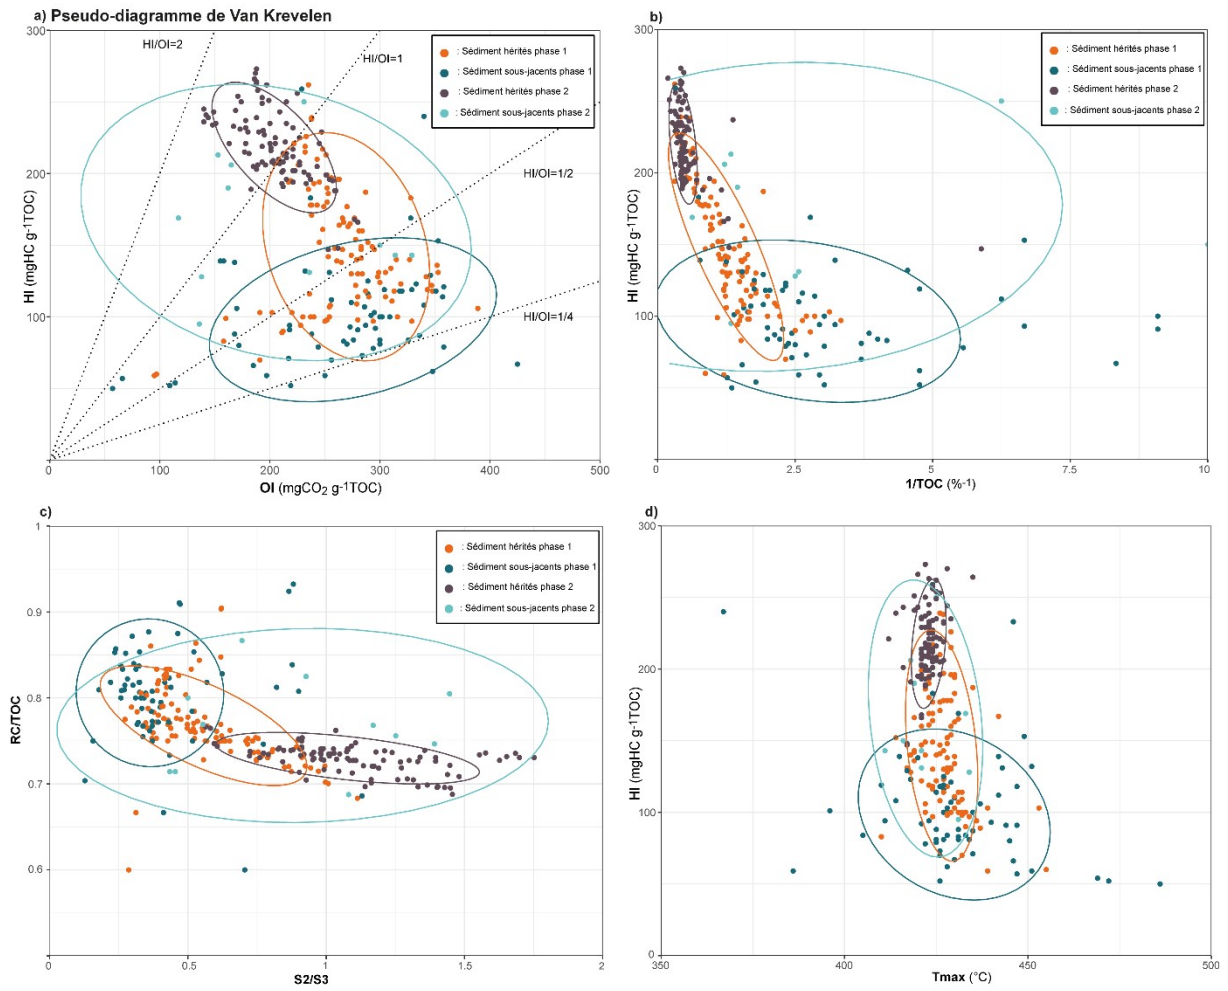 a) Pseudo-diagramme de Van Krevelen
300
200
100
0
HI (mgHC g-1TOC)
HI/OI=2
HI/OI=1
HI/OI=1/2
HI/OI=1/4
: Sédiment hérités phase 1
: Sédiment sous-jacents phase 1
: Sédiment hérités phase 2
: Sédiment sous-jacents phase 2
0
100
200
300
400
500
OI (mgCO2 g-1TOC)
b)
300
200
100
0
HI (mgHC g-1TOC)
: Sédiment hérités phase 1
: Sédiment sous-jacents phase 1
: Sédiment hérités phase 2
: Sédiment sous-jacents phase 2
0
2.5
5
7.5
10
1/TOC (%-1)
c)
1
0.9
0.8
0.7
0.6
RC/TOC
: Sédiment hérités phase 1
: Sédiment sous-jacents phase 1
: Sédiment hérités phase 2
: Sédiment sous-jacents phase 2
0
0.5
1
1.5
2
S2/S3
d)
300
200
100
0
HI (mgHC g-1TOC)
350
400
450
500
Tmax (°C)